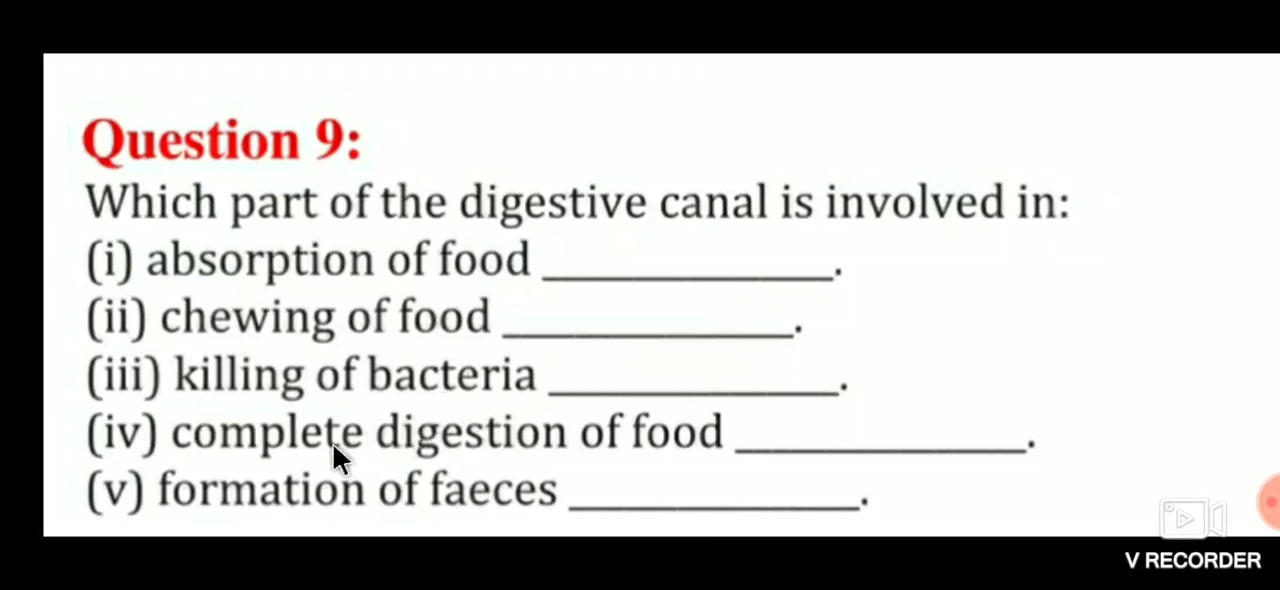 Question 9:
Which part of the digestive canal is involved in:
(i) absorption of food ____________.
(ii) chewing of food ____________.
(iii) killing of bacteria ____________.
(iv) complete digestion of food ____________.
(v) formation of faeces ____________.
V RECORDER